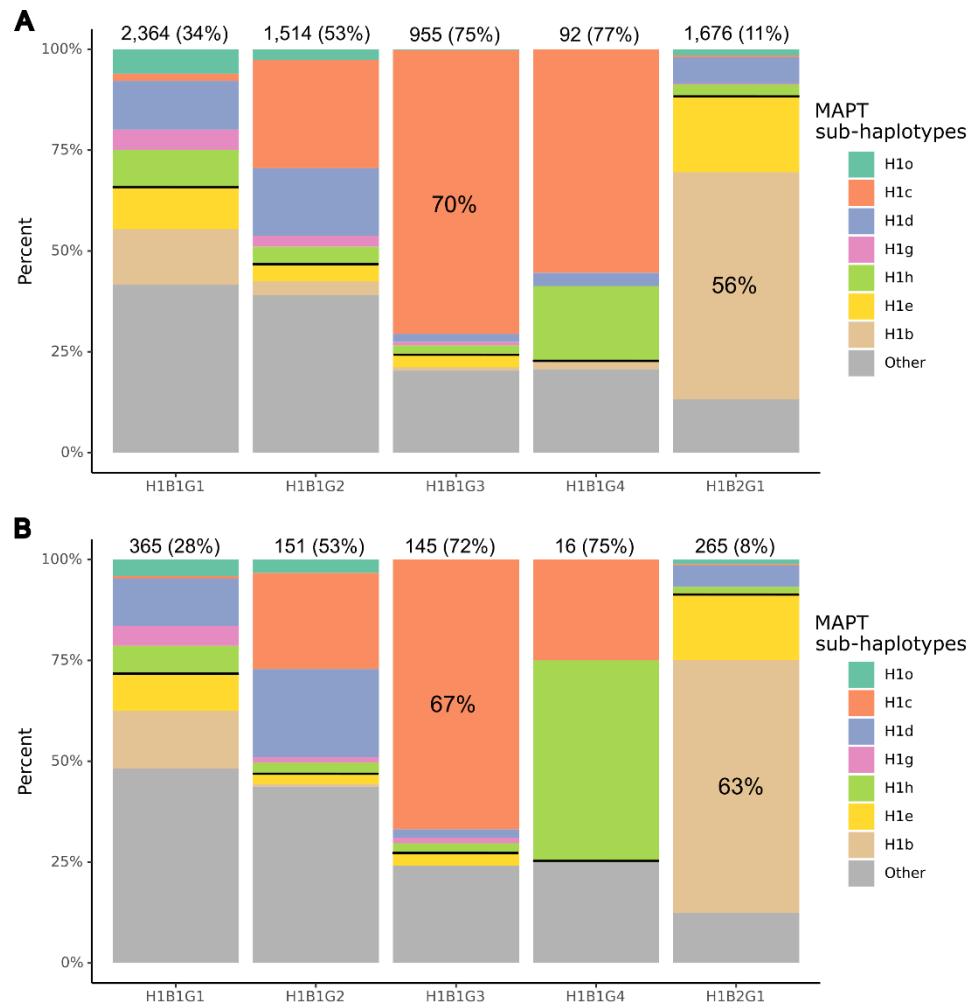 A
2,364 (34%) 1,514 (53%) 955 (75%) 92 (77%) 1,676 (11%)
100%
75%
50%
25%
0%
Percent
70%
56%
H1B1G1 H1B1G2 H1B1G3 H1B1G4 H1B2G1
MAPT
sub-haplotypes
H1o
H1c
H1d
H1g
H1h
H1e
H1b
Other
B
365 (28%) 151 (53%) 145 (72%) 16 (75%) 265 (8%)
100%
75%
50%
25%
0%
Percent
67%
63%
H1B1G1 H1B1G2 H1B1G3 H1B1G4 H1B2G1
MAPT
sub-haplotypes
H1o
H1c
H1d
H1g
H1h
H1e
H1b
Other